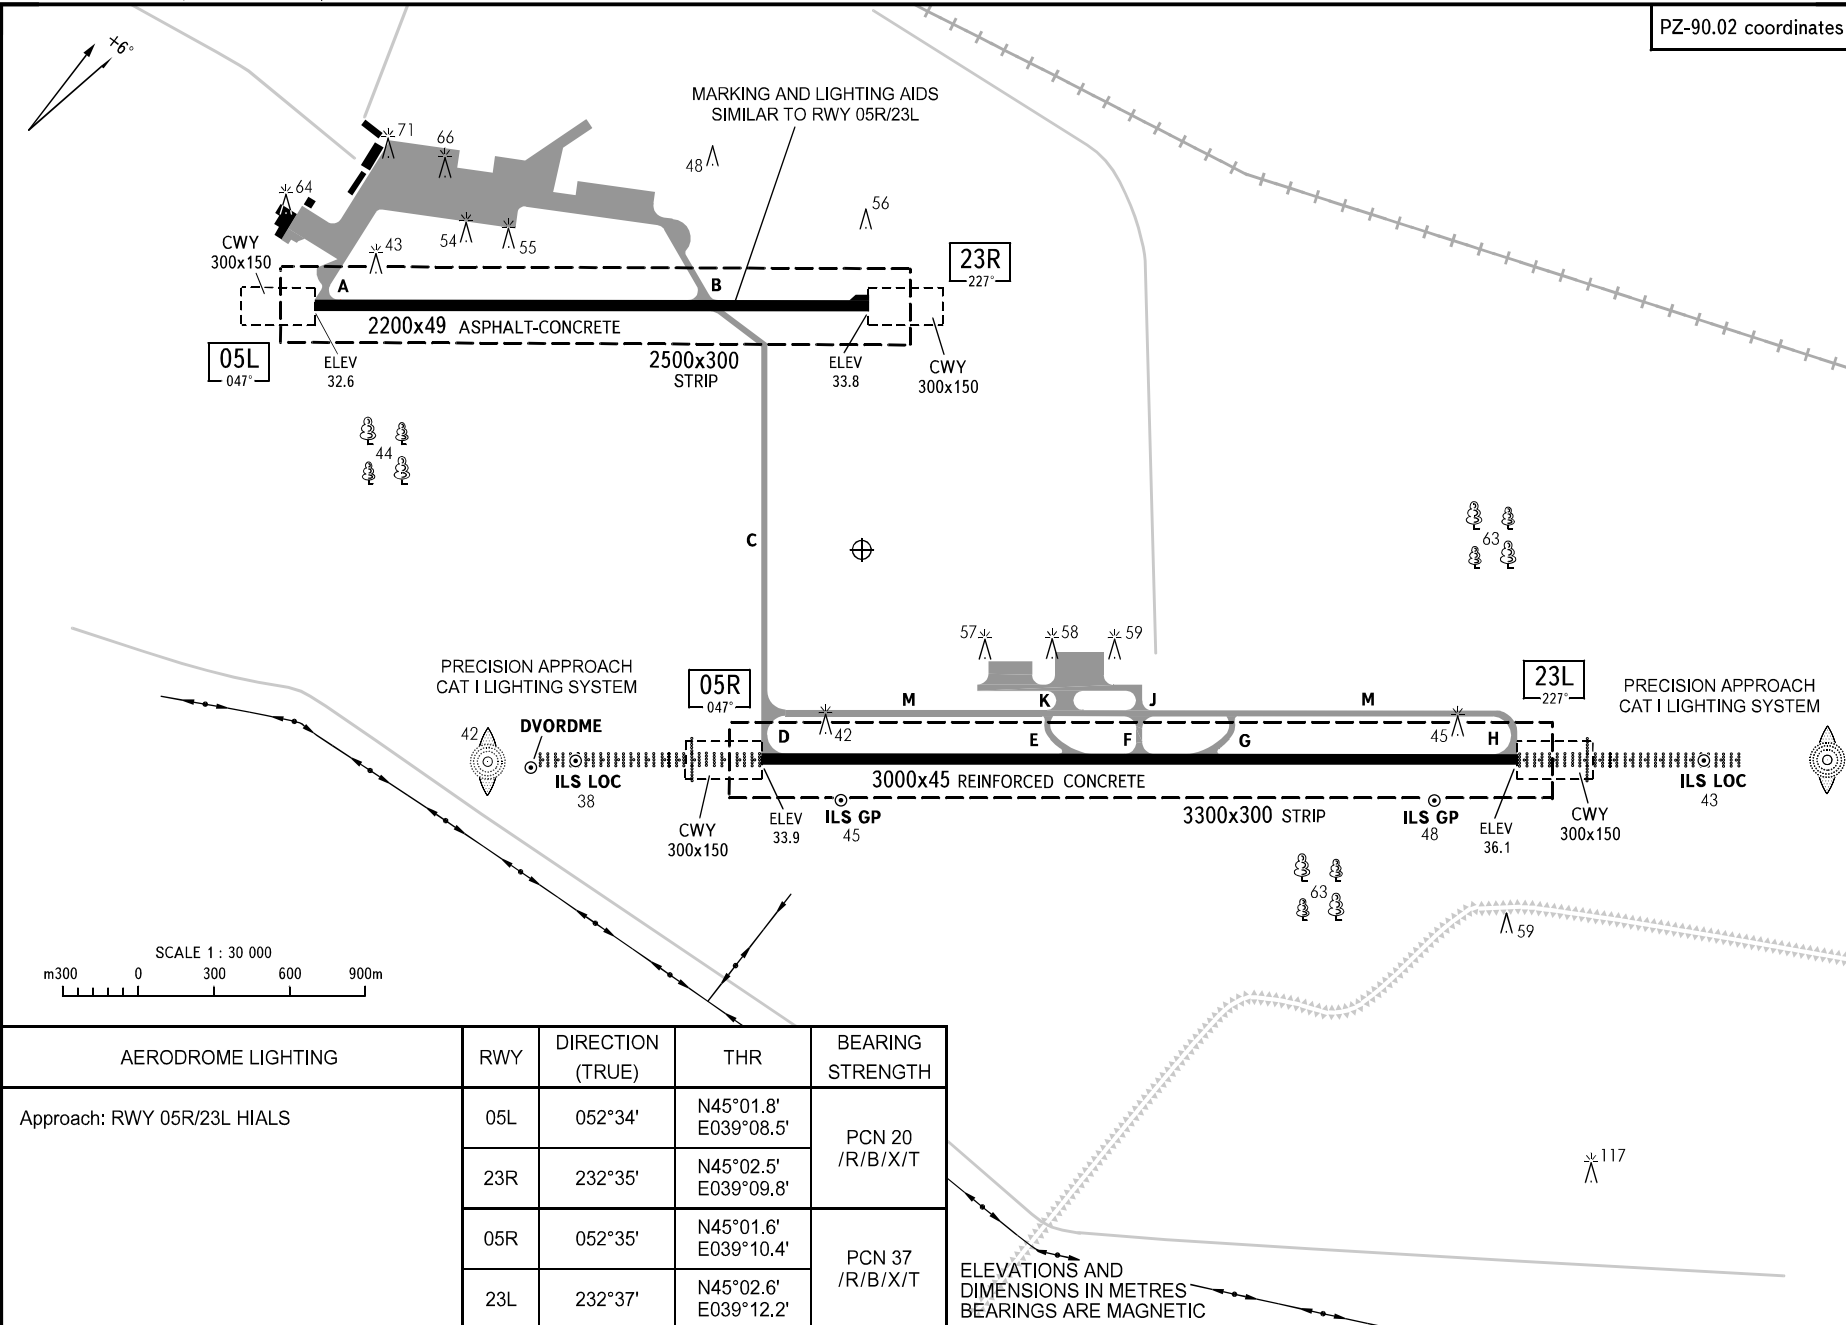 PZ-90.02 coordinates
+6°
MARKING AND LIGHTING AIDS
SIMILAR TO RWY 05R/23L
71
66
48
64
56
54
55
43
CWY
300x150
23R
227°
A
B
2200x49 ASPHALT-CONCRETE
05L
047°
ELEV
32.6
2500x300
STRIP
ELEV
33.8
CWY
300x150
44
C
63
57
58
59
PRECISION APPROACH
CAT I LIGHTING SYSTEM
05R
047°
M
K
J
M
23L
227°
PRECISION APPROACH
CAT I LIGHTING SYSTEM
42
DVORDME
D
42
E
F
G
45
H
ILS LOC
38
3000x45 REINFORCED CONCRETE
ILS LOC
43
CWY
300x150
ELEV
33.9
ILS GP
45
3300x300 STRIP
ILS GP
48
ELEV
36.1
CWY
300x150
63
59
SCALE 1 : 30 000
m300 0 300 600 900m
AERODROME LIGHTING
RWY
DIRECTION
(TRUE)
THR
BEARING
STRENGTH
Approach: RWY 05R/23L HIALS
05L
052°34'
N45°01.8'
E039°08.5'
PCN 20
/R/B/X/T
23R
232°35'
N45°02.5'
E039°09.8'
05R
052°35'
N45°01.6'
E039°10.4'
PCN 37
/R/B/X/T
23L
232°37'
N45°02.6'
E039°12.2'
117
ELEVATIONS AND
DIMENSIONS IN METRES
BEARINGS ARE MAGNETIC